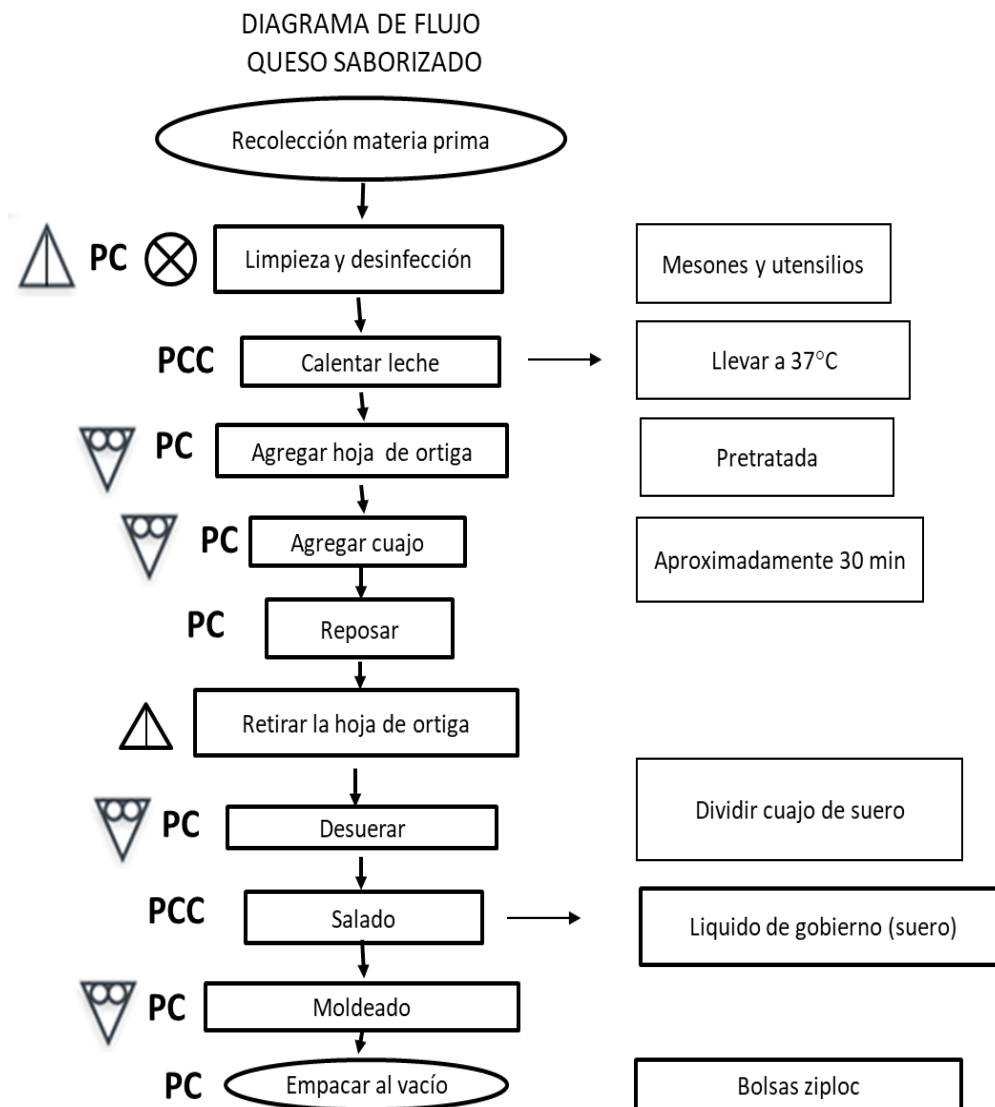 DIAGRAMA DE FLUJO
QUESO SABORIZADO
Recolección materia prima
PC
Limpieza y desinfección
Mesones y utensilios
PCC
Calentar leche
Llevar a 37°C
PC
Agregar hoja de ortiga
Pretratada
PC
Agregar cuajo
Aproximadamente 30 min
PC
Reposar
Retirar la hoja de ortiga
Dividir cuajo de suero
PC
Desuerar
PCC
Salado
Liquido de gobierno (suero)
PC
Moldeado
PC
Empacar al vacío
Bolsas ziploc